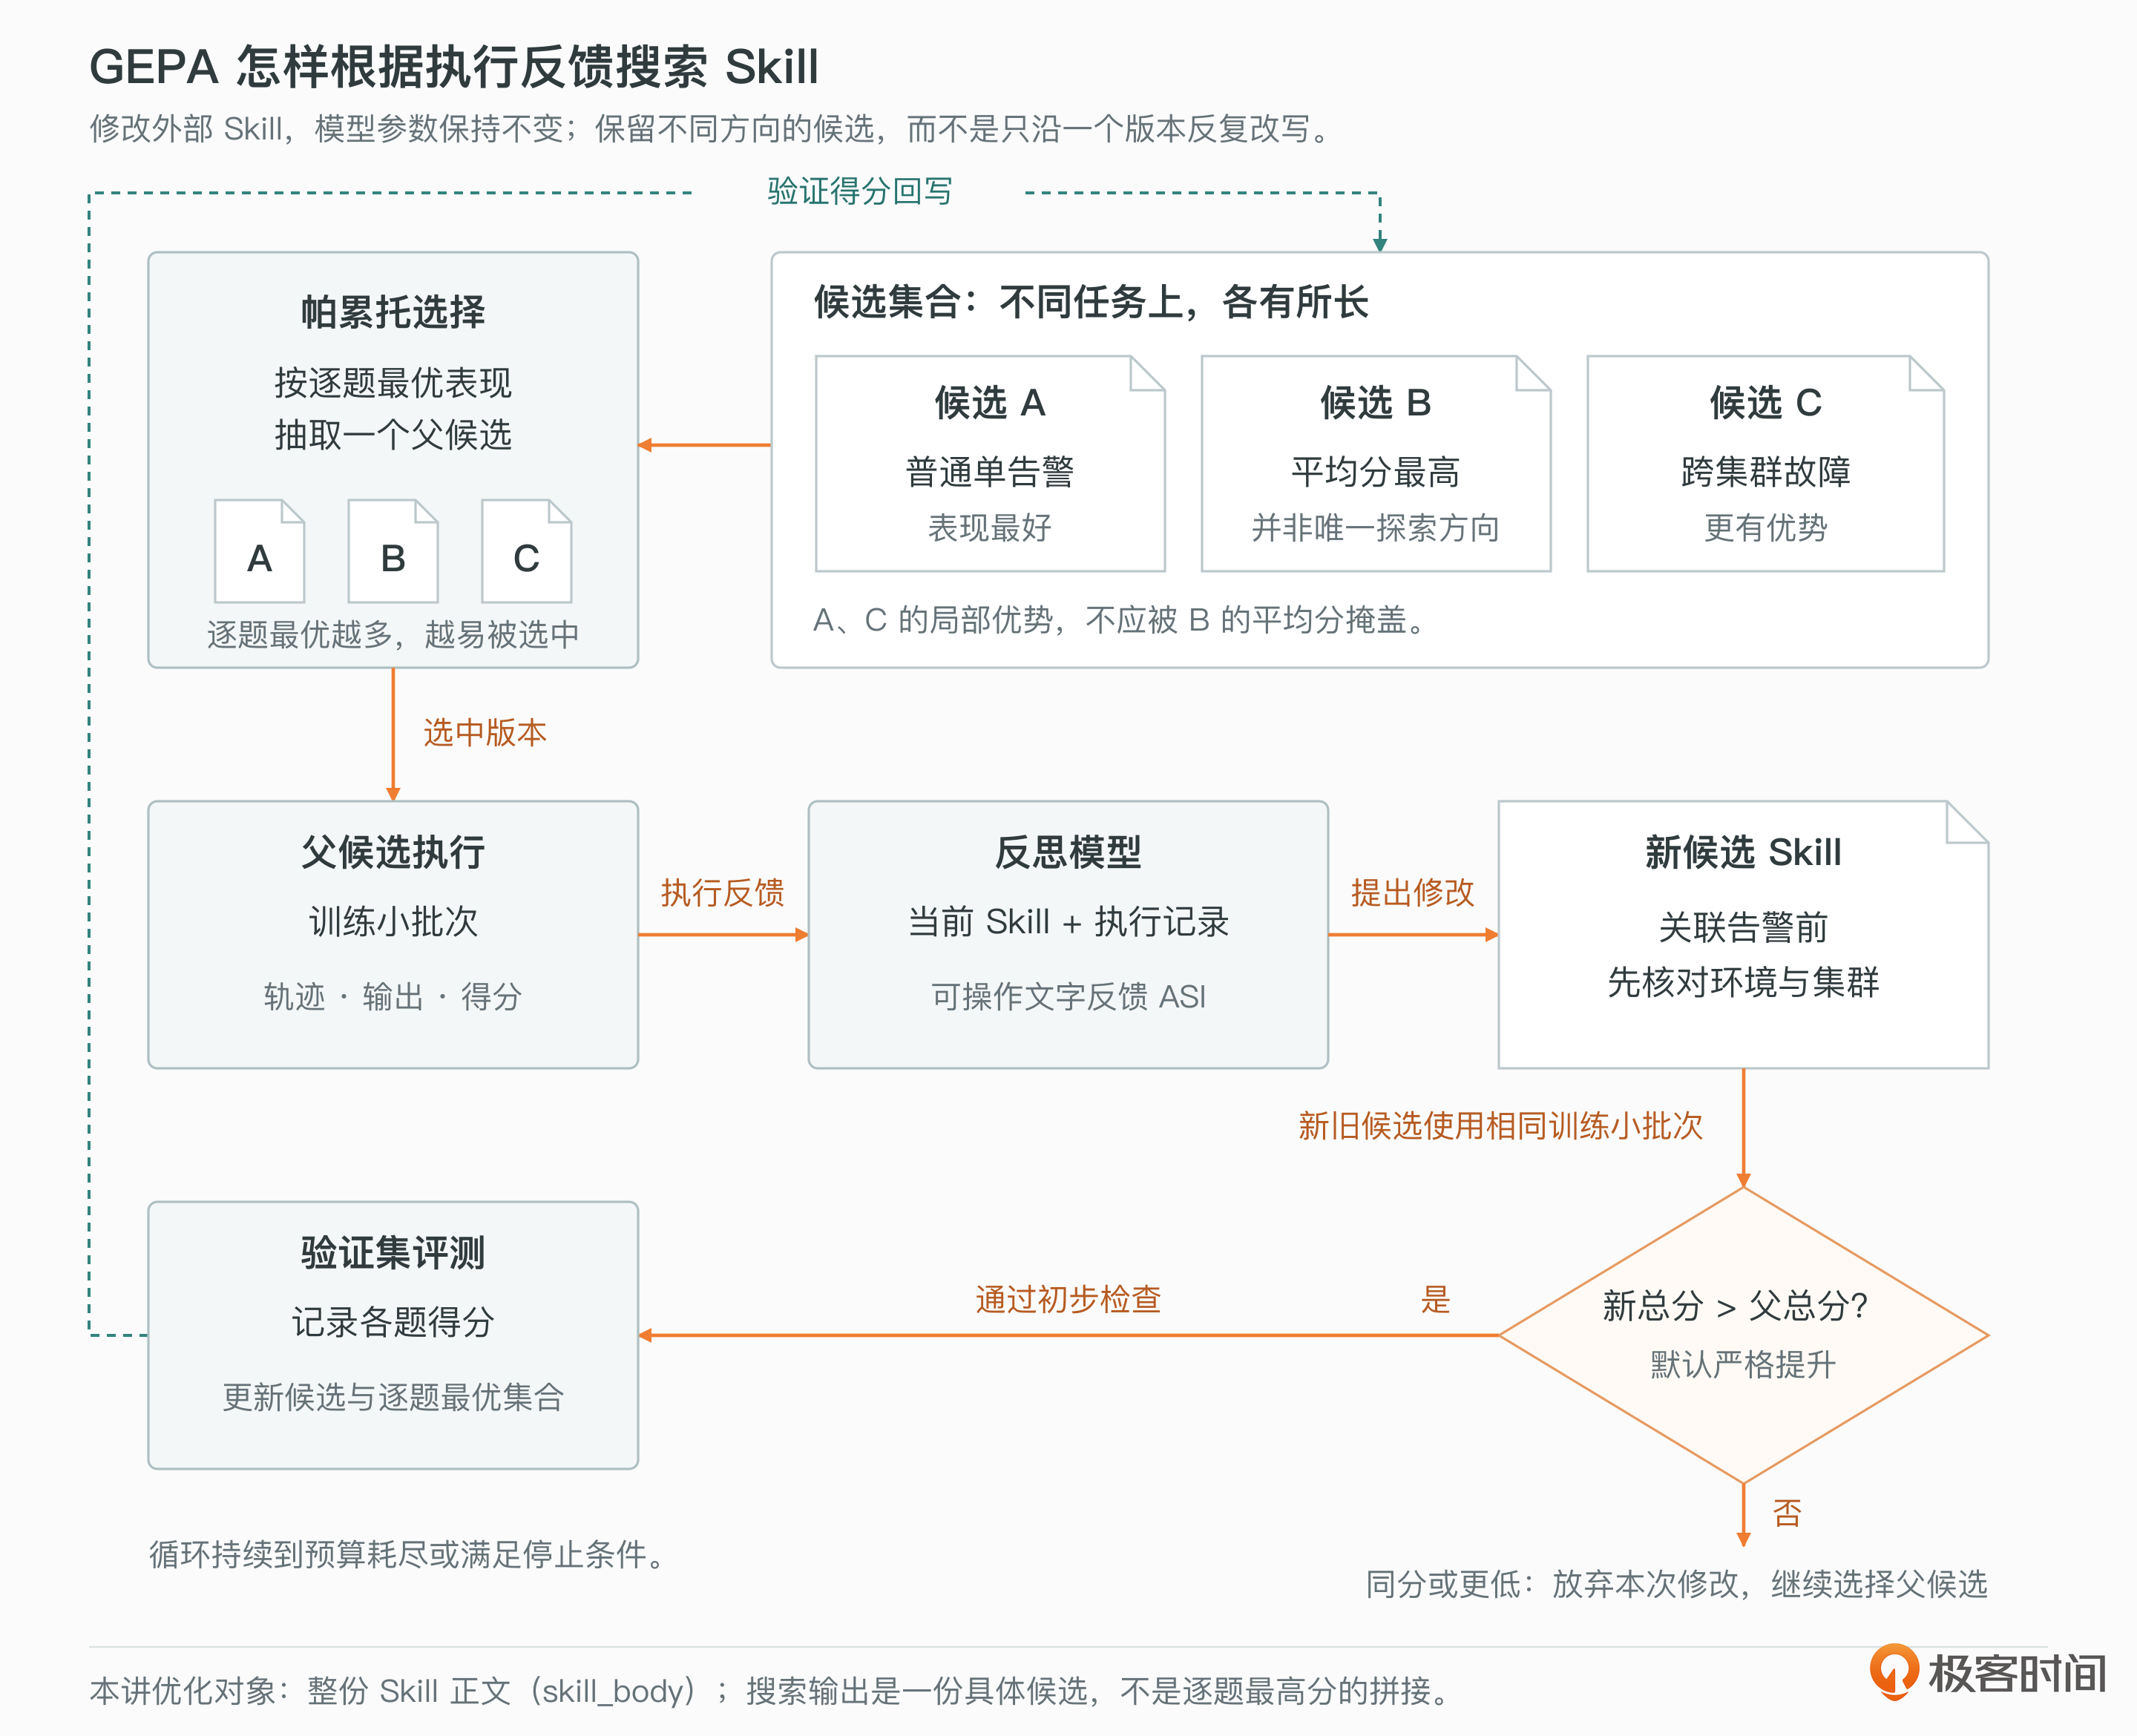 GEPA 怎样根据执行反馈搜索 Skill
修改外部 Skill，模型参数保持不变；保留不同方向的候选，而不是只沿一个版本反复改写。
验证得分回写
帕累托选择
按逐题最优表现
抽取一个父候选
A
B
C
逐题最优越多，越易被选中
候选集合：不同任务上，各有所长
候选 A
普通单告警
表现最好
候选 B
平均分最高
并非唯一探索方向
候选 C
跨集群故障
更有优势
A、C 的局部优势，不应被 B 的平均分掩盖。
选中版本
父候选执行
训练小批次
轨迹 · 输出 · 得分
执行反馈
反思模型
当前 Skill + 执行记录
可操作文字反馈 ASI
提出修改
新候选 Skill
关联告警前
先核对环境与集群
新旧候选使用相同训练小批次
新总分 > 父总分?
默认严格提升
是
通过初步检查
验证集评测
记录各题得分
更新候选与逐题最优集合
否
同分或更低：放弃本次修改，继续选择父候选
循环持续到预算耗尽或满足停止条件。
本讲优化对象：整份 Skill 正文（skill_body）；搜索输出是一份具体候选，不是逐题最高分的拼接。
极客时间